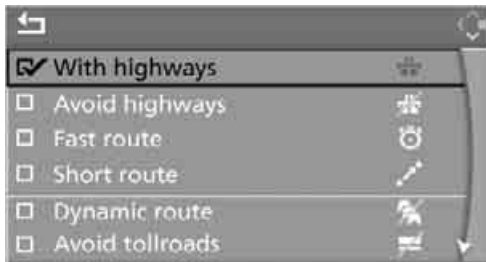 With highways
Avoid highways
Fast route
Short route
Dynamic route
Avoid tollroads